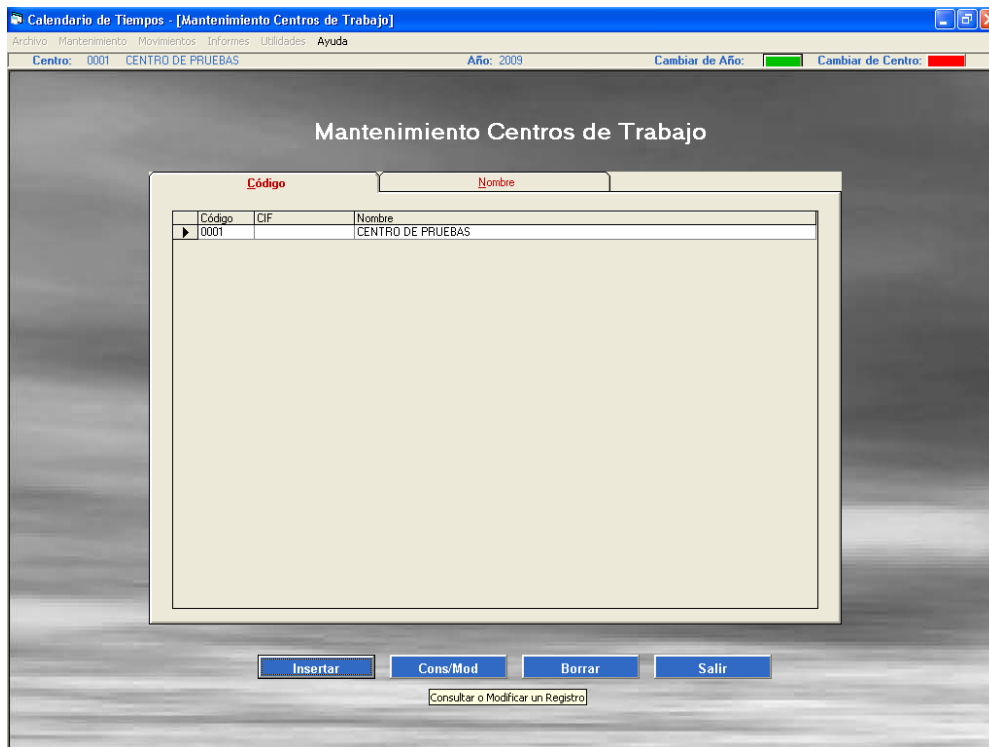 Calendario de Tiempos - [Mantenimiento Centros de Trabajo]
Archivo Mantenimiento Movimientos Informes Utilidades Ayuda
Centro: 0001 CENTRO DE PRUEBAS Año: 2009 Cambiar de Año: Cambiar de Centro:
Mantenimiento Centros de Trabajo
Código Nombre
Código CIF Nombre
0001 CENTRO DE PRUEBAS
Insertar Cons/Mod Borrar Salir
Consultar o Modificar un Registro